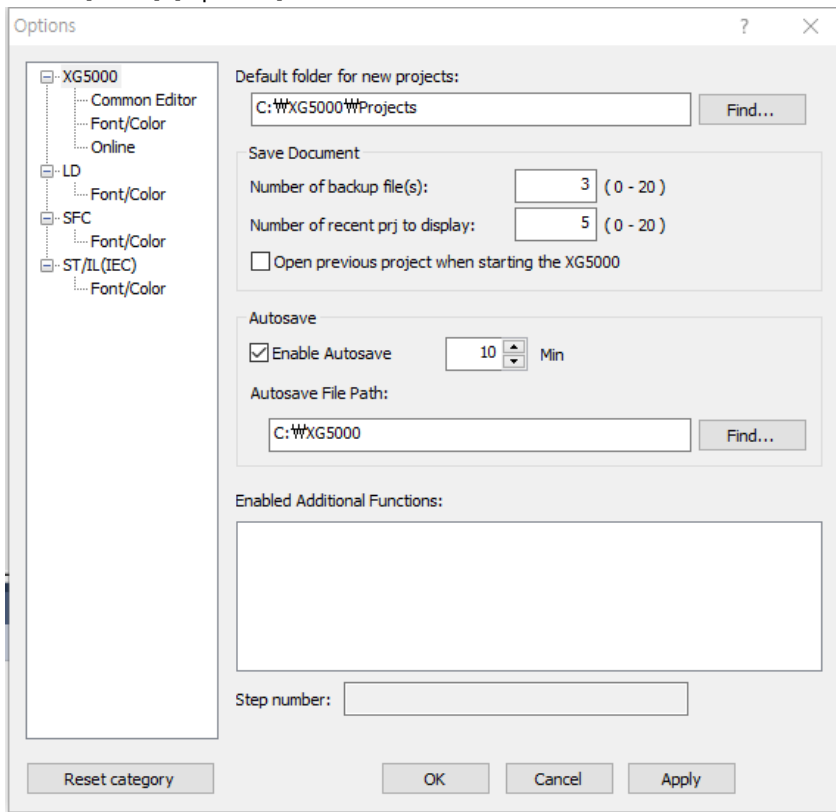 Options
XG5000
Common Editor
Font/Color
Online
LD
Font/Color
SFC
Font/Color
ST/IL(IEC)
Font/Color
Default folder for new projects:
C:₩XG5000₩Projects
Find...
Save Document
Number of backup file(s): 3 ( 0 - 20 )
Number of recent prj to display: 5 ( 0 - 20 )
Open previous project when starting the XG5000
Autosave
Enable Autosave 10 Min
Autosave File Path:
C:₩XG5000
Find...
Enabled Additional Functions:
Step number:
Reset category OK Cancel Apply